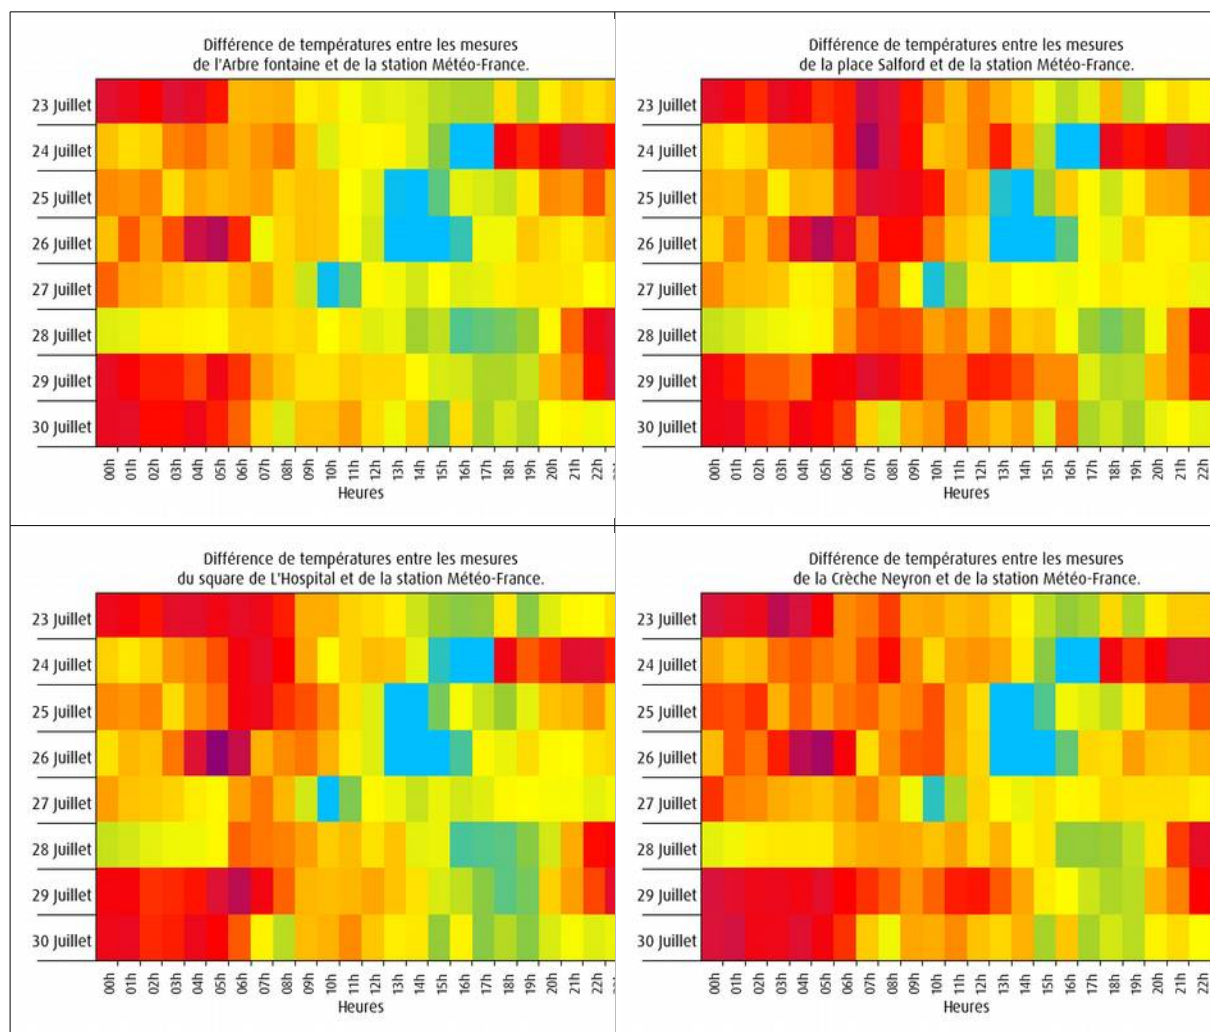 Différence de températures entre les mesures
de l'Arbre fontaine et de la station Météo-France.
23 Juillet
24 Juillet
25 Juillet
26 Juillet
27 Juillet
28 Juillet
29 Juillet
30 Juillet
00h 01h 02h 03h 04h 05h 06h 07h 08h 09h 10h 11h 12h 13h 14h 15h 16h 17h 18h 19h 20h 21h 22h
Heures
Différence de températures entre les mesures
de la place Salford et de la station Météo-France.
23 Juillet
24 Juillet
25 Juillet
26 Juillet
27 Juillet
28 Juillet
29 Juillet
30 Juillet
00h 01h 02h 03h 04h 05h 06h 07h 08h 09h 10h 11h 12h 13h 14h 15h 16h 17h 18h 19h 20h 21h 22h
Heures
Différence de températures entre les mesures
du square de L'Hospital et de la station Météo-France.
23 Juillet
24 Juillet
25 Juillet
26 Juillet
27 Juillet
28 Juillet
29 Juillet
30 Juillet
00h 01h 02h 03h 04h 05h 06h 07h 08h 09h 10h 11h 12h 13h 14h 15h 16h 17h 18h 19h 20h 21h 22h
Heures
Différence de températures entre les mesures
de la Crèche Neyron et de la station Météo-France.
23 Juillet
24 Juillet
25 Juillet
26 Juillet
27 Juillet
28 Juillet
29 Juillet
30 Juillet
00h 01h 02h 03h 04h 05h 06h 07h 08h 09h 10h 11h 12h 13h 14h 15h 16h 17h 18h 19h 20h 21h 22h
Heures